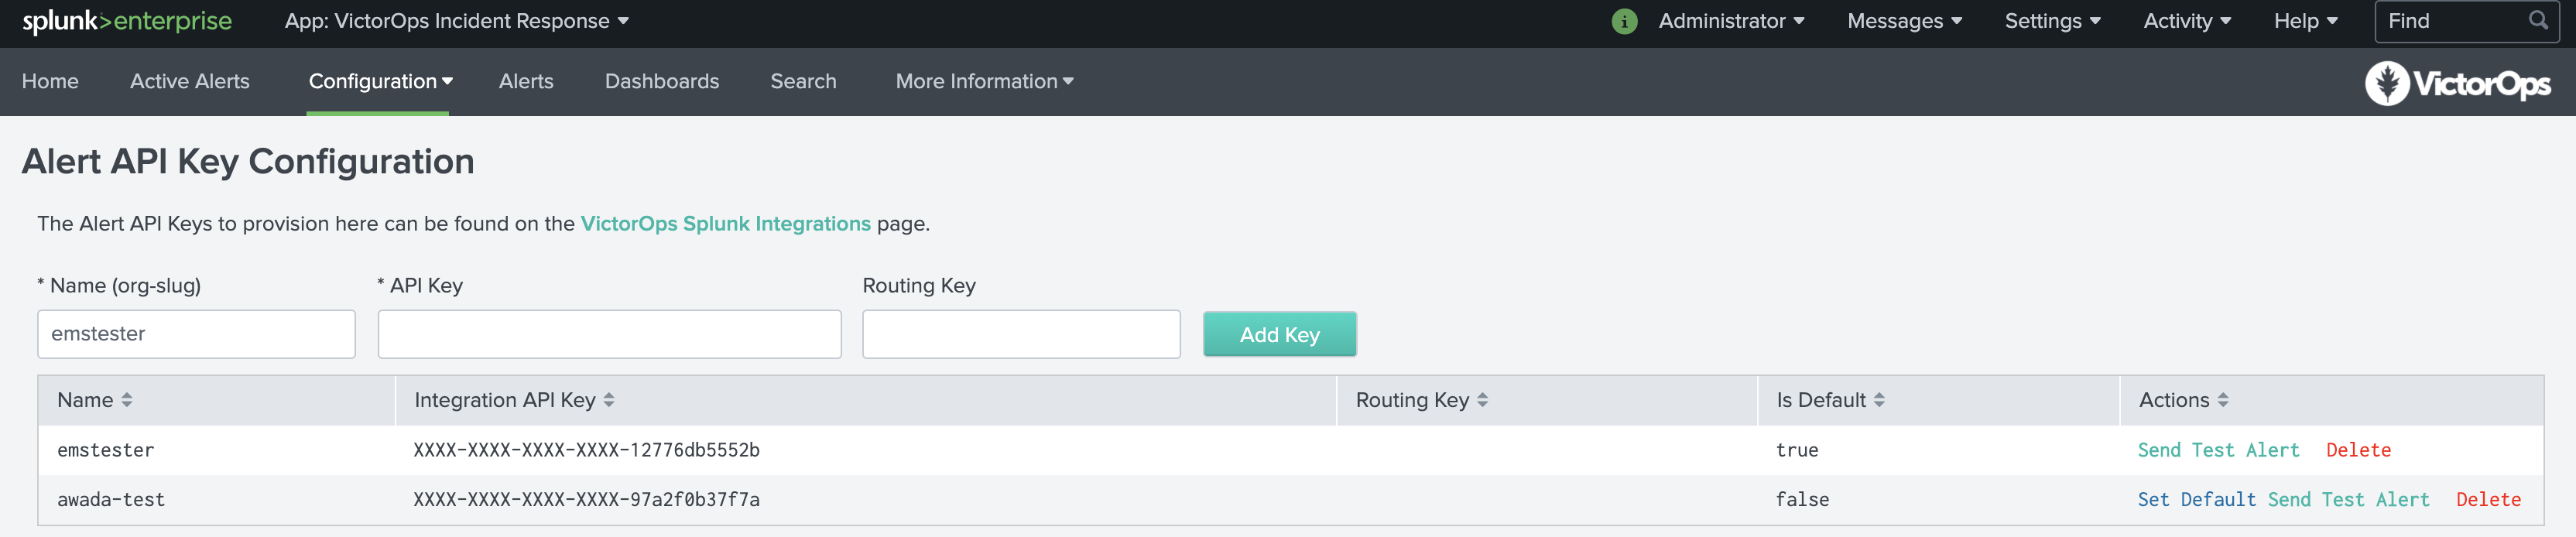 splunk>enterprise App: VictorOps Incident Response i Administrator Messages Settings Activity Help Find
Home Active Alerts Configuration Alerts Dashboards Search More Information VictorOps
Alert API Key Configuration
The Alert API Keys to provision here can be found on the VictorOps Splunk Integrations page.
* Name (org-slug) * API Key Routing Key
emstester Add Key
Name Integration API Key Routing Key Is Default Actions
emstester XXXX-XXXX-XXXX-XXXX-12776db5552b true Send Test Alert Delete
awada-test XXXX-XXXX-XXXX-XXXX-97a2f0b37f7a false Set Default Send Test Alert Delete